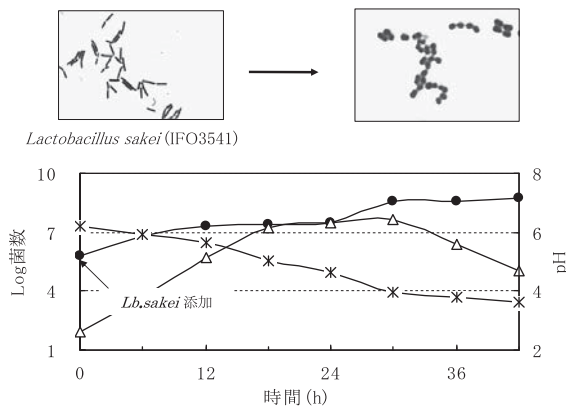 Lactobacillus sakei (IFO3541)
10
7
4
1
Log菌数
Lb.sakei 添加
8
6
4
2
pH
0
12
24
36
時間(h)